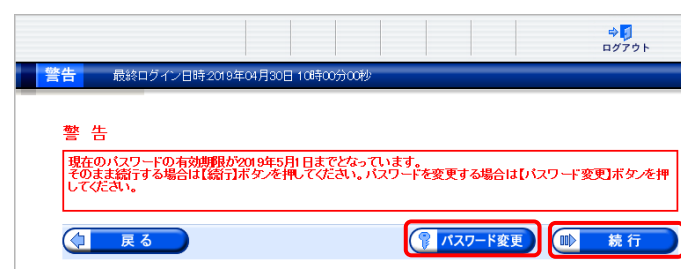 ログアウト
警告 最終ログイン日時:2019年04月30日 10時00分00秒
警 告
現在のパスワードの有効期限が2019年5月1日までとなっています。
そのまま続行する場合は【続行】ボタンを押してください。パスワードを変更する場合は【パスワード変更】ボタンを押
してください。
戻る パスワード変更 続行